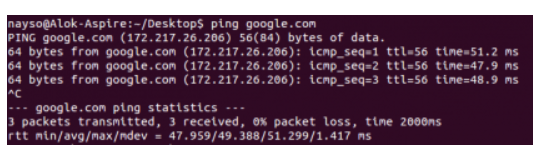 nayso@Alok-Aspire:~/Desktop$ ping google.com
PING google.com (172.217.26.206) 56(84) bytes of data.
64 bytes from google.com (172.217.26.206): icmp_seq=1 ttl=56 time=51.2 ms
64 bytes from google.com (172.217.26.206): icmp_seq=2 ttl=56 time=47.9 ms
64 bytes from google.com (172.217.26.206): icmp_seq=3 ttl=56 time=48.9 ms
^C
--- google.com ping statistics ---
3 packets transmitted, 3 received, 0% packet loss, time 2000ms
rtt min/avg/max/mdev = 47.959/49.388/51.299/1.417 ms